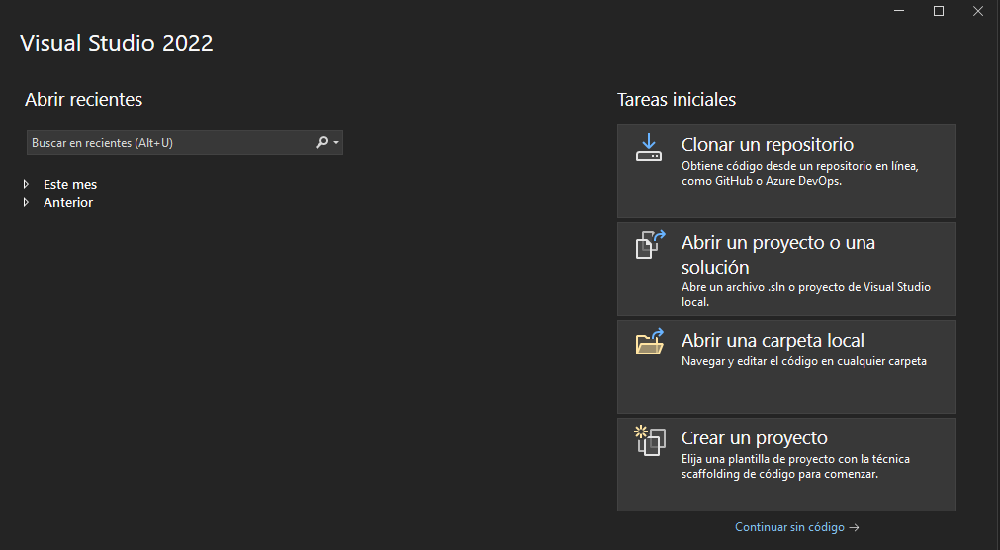 Visual Studio 2022
Abrir recientes
Buscar en recientes (Alt+U)
Este mes
Anterior
Tareas iniciales
Clonar un repositorio
Obtiene código desde un repositorio en línea,
como GitHub o Azure DevOps.
Abrir un proyecto o una
solución
Abre un archivo .sln o proyecto de Visual Studio
local.
Abrir una carpeta local
Navegar y editar el código en cualquier carpeta
Crear un proyecto
Elija una plantilla de proyecto con la técnica
scaffolding de código para comenzar.
Continuar sin código →